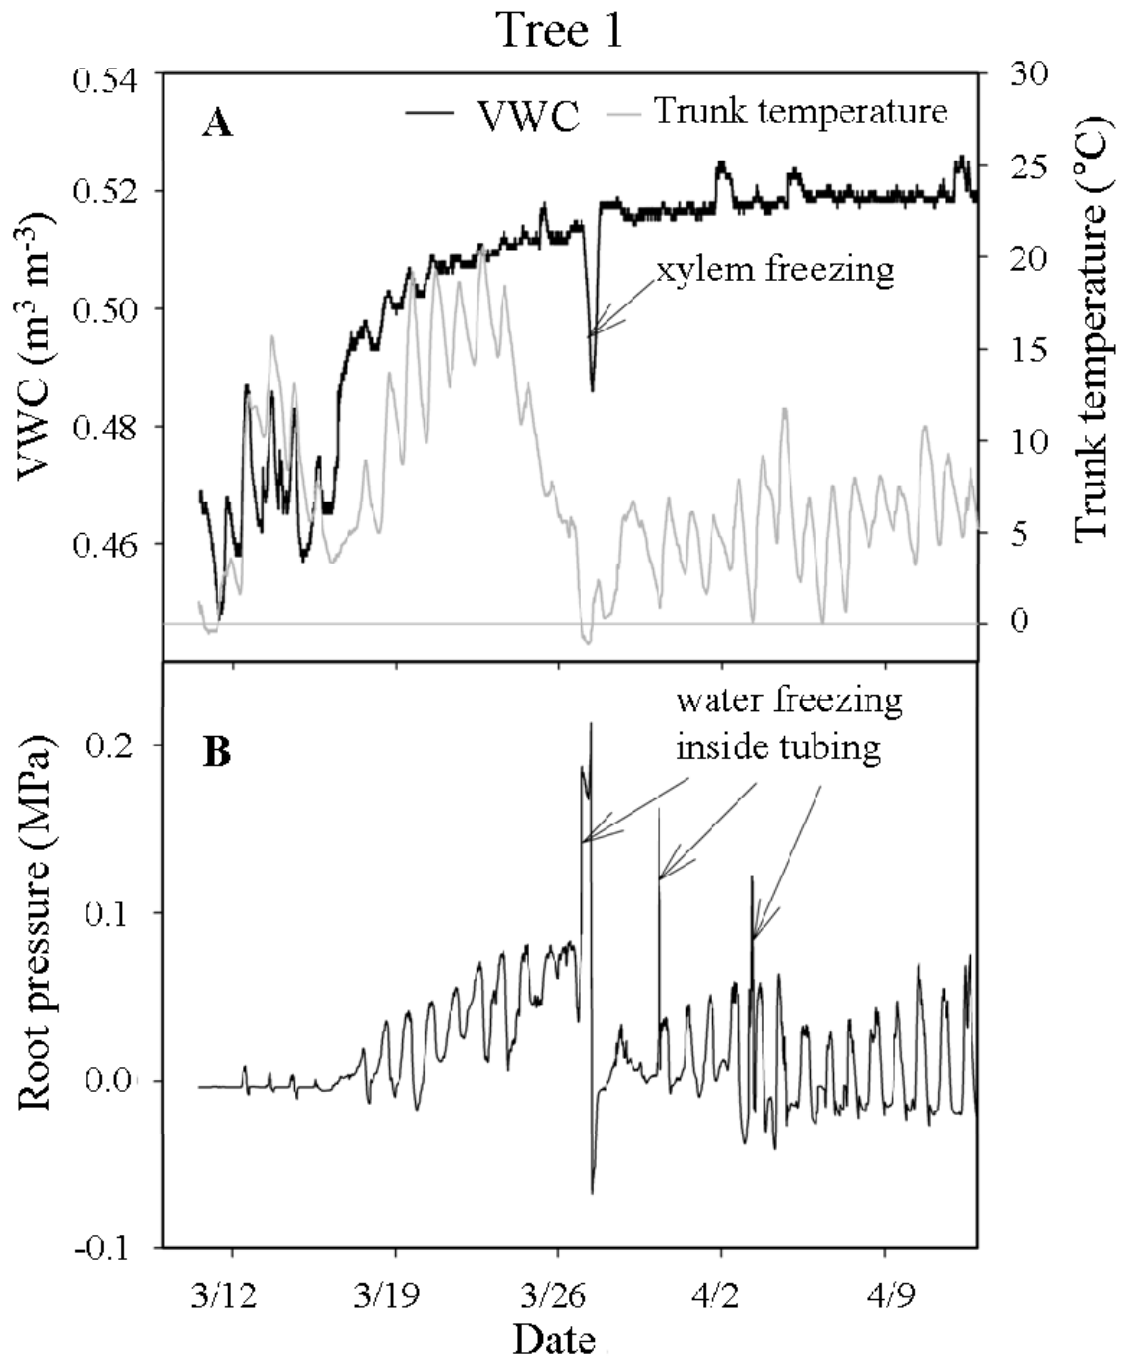 Tree 1
A
VWC
Trunk temperature
0.54
0.52
0.50
0.48
0.46
VWC (m³ m⁻³)
30
25
20
15
10
5
0
Trunk temperature (°C)
xylem freezing
B
water freezing
inside tubing
0.2
0.1
0.0
-0.1
Root pressure (MPa)
3/12
3/19
3/26
4/2
4/9
Date